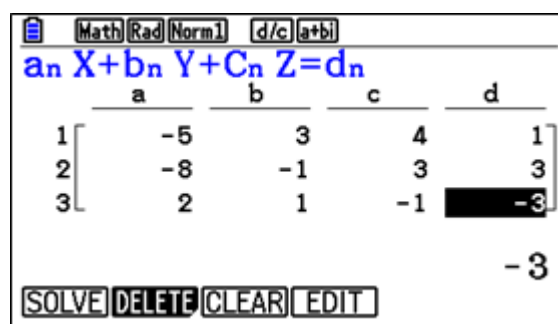 Math Rad Norm1 d/c a+bi
an X+bn Y+Cn Z=dn
a b c d
1 -5 3 4 1
2 -8 -1 3 3
3 2 1 -1 -3
-3
SOLVE DELETE CLEAR EDIT